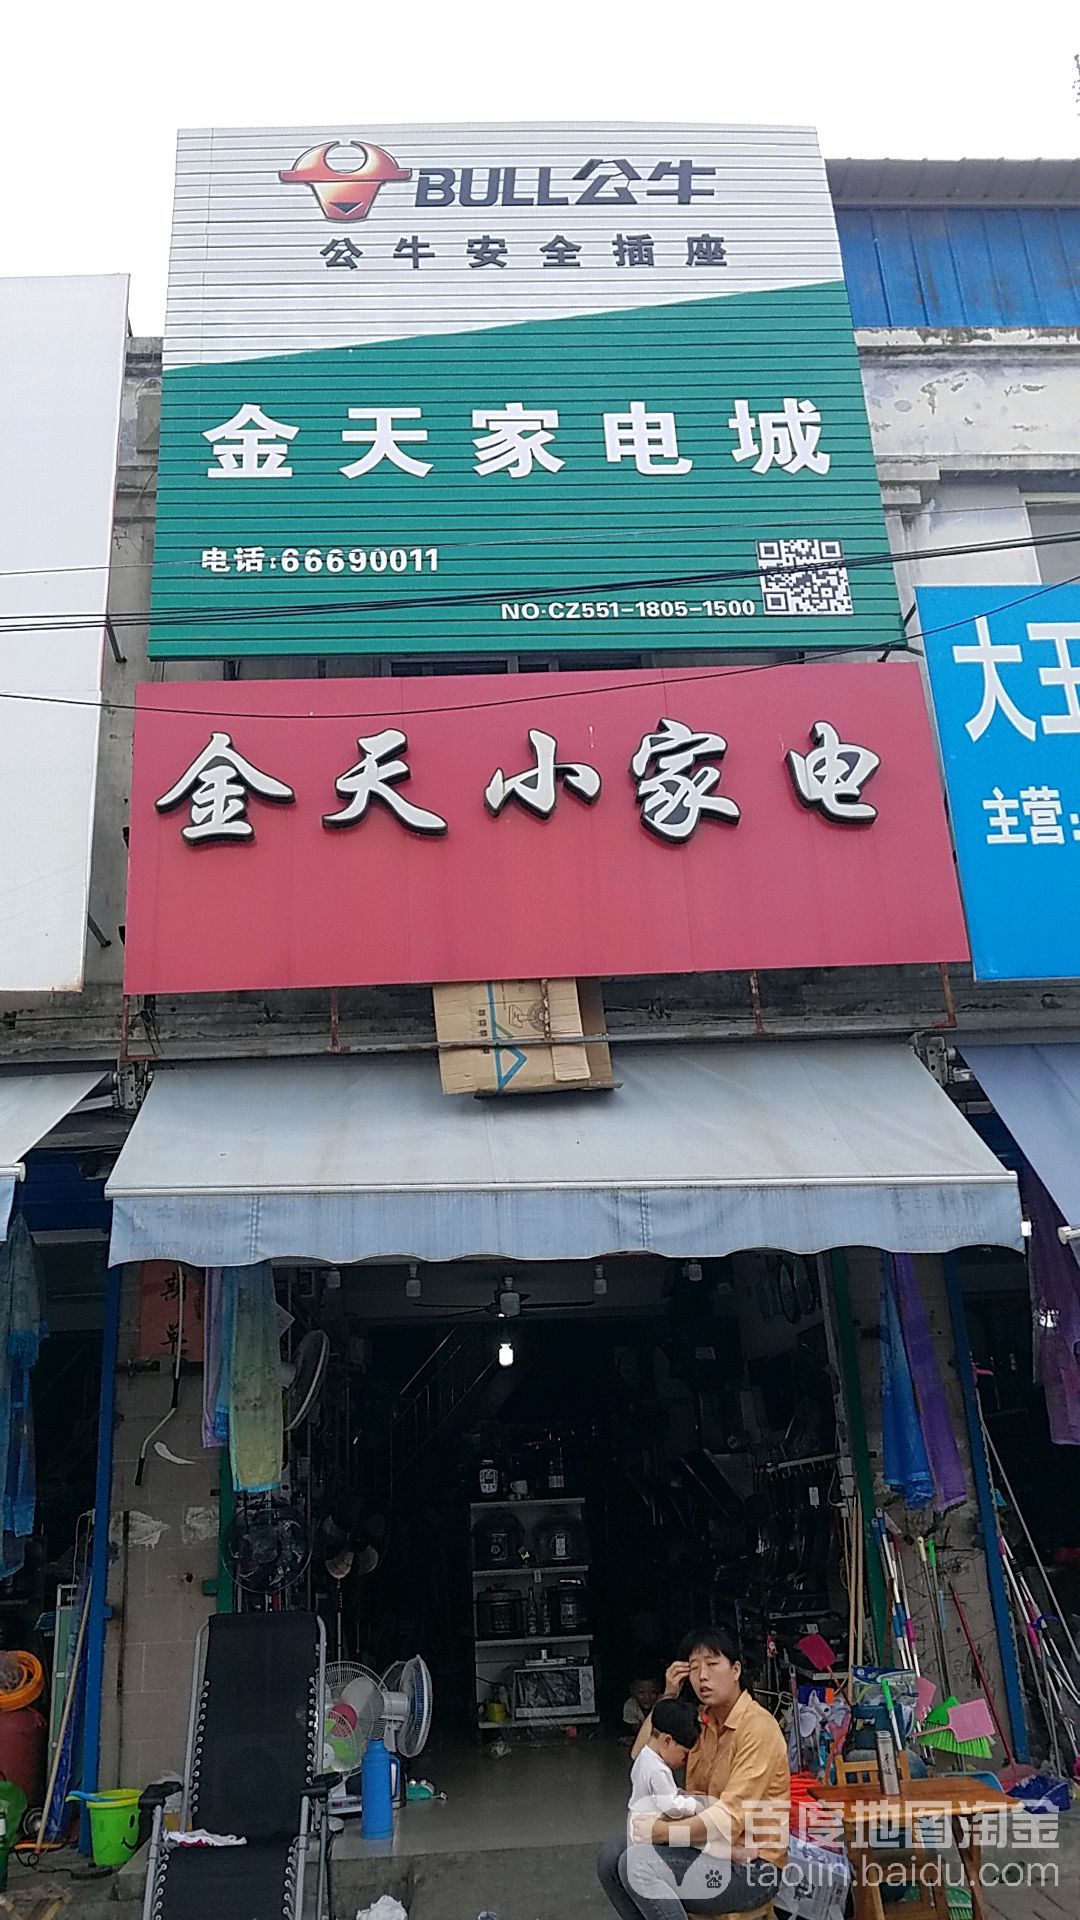 BULL公牛
公牛安全插座
金天家电城
电话:66690011
NO·CZ551-1805-1500
金天小家电
大
主营:
百度地图淘金
taojin.baidu.com